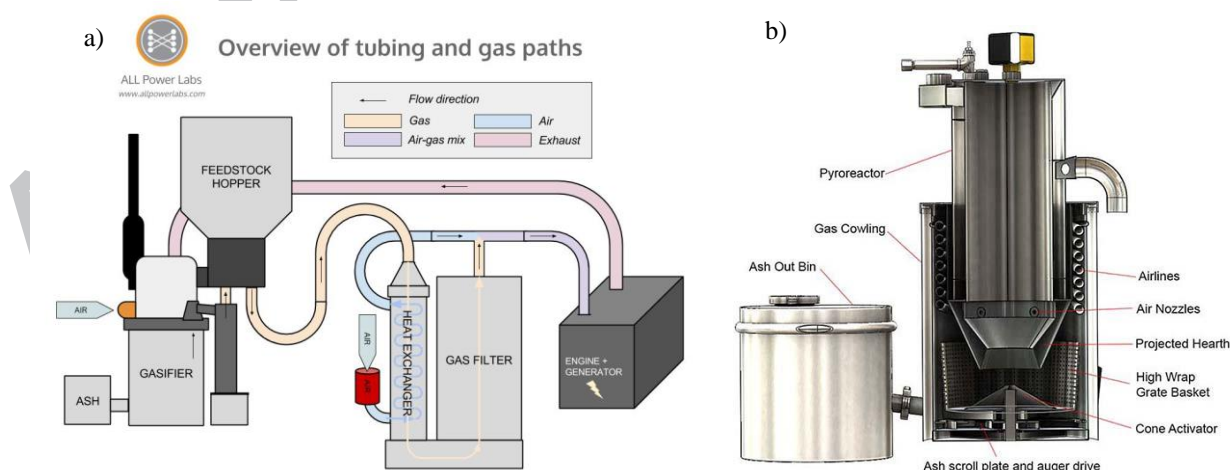 a)
ALL Power Labs
www.allpowerlabs.com
Overview of tubing and gas paths
Flow direction
Gas
Air
Air-gas mix
Exhaust
FEEDSTOCK
HOPPER
AIR
GASIFIER
ASH
AIR
AIR
HEAT EXCHANGER
GAS FILTER
ENGINE +
GENERATOR
b)
Pyroreactor
Gas Cowling
Ash Out Bin
Airlines
Air Nozzles
Projected Hearth
High Wrap
Grate Basket
Cone Activator
Ash scroll plate and auger drive